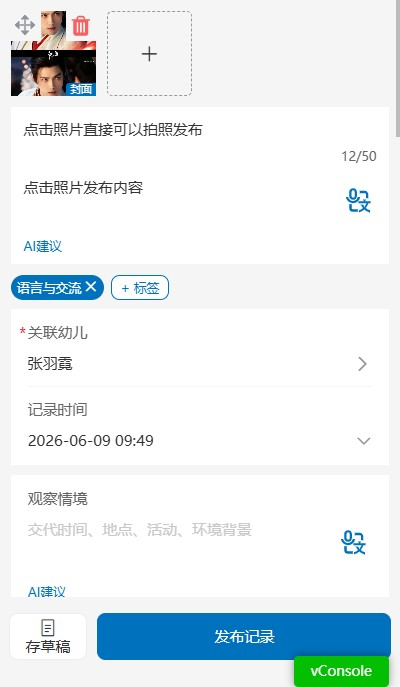 封面
点击照片直接可以拍照发布
12/50
点击照片发布内容
AI建议
语言与交流
+ 标签
*关联幼儿
张羽霓
记录时间
2026-06-09 09:49
观察情境
交代时间、地点、活动、环境背景
AI建议
存草稿
发布记录
vConsole